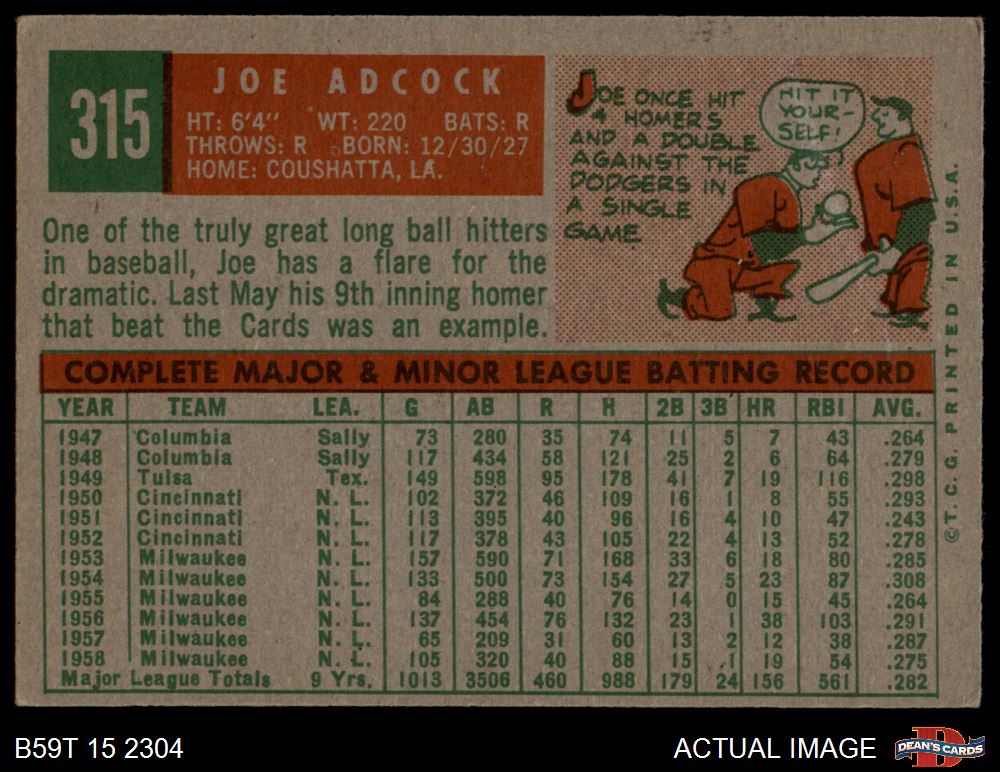 315
JOE ADCOCK
HT: 6'4" WT: 220 BATS: R
THROWS: R BORN: 12/30/27
HOME: COUSHATTA, LA.
JOE ONCE HIT
4 HOMERS
AND A DOUBLE
AGAINST THE
DODGERS IN
A SINGLE
GAME
HIT IT
YOUR-
SELF!
One of the truly great long ball hitters
in baseball, Joe has a flare for the
dramatic. Last May his 9th inning homer
that beat the Cards was an example.
COMPLETE MAJOR & MINOR LEAGUE BATTING RECORD
YEAR TEAM LEA. G AB R H 2B 3B HR RBI AVG.
1947 Columbia Sally 73 280 35 74 11 5 7 43 .264
1948 Columbia Sally 117 434 58 121 25 2 6 64 .279
1949 Tulsa Tex. 149 598 95 178 41 7 19 116 .298
1950 Cincinnati N. L. 102 372 46 109 16 1 8 55 .293
1951 Cincinnati N. L. 113 395 40 96 16 4 10 47 .243
1952 Cincinnati N. L. 117 378 43 105 22 4 13 52 .278
1953 Milwaukee N. L. 157 590 71 168 33 6 18 80 .285
1954 Milwaukee N. L. 133 500 73 154 27 5 23 87 .308
1955 Milwaukee N. L. 84 288 40 76 14 0 15 45 .264
1956 Milwaukee N. L. 137 454 76 132 23 1 38 103 .291
1957 Milwaukee N. L. 65 209 31 60 13 2 12 38 .287
1958 Milwaukee N. L. 105 320 40 88 15 1 19 54 .275
Major League Totals 9 Yrs. 1013 3506 460 988 179 24 156 561 .282
©T. C. G. PRINTED IN U.S.A.
B59T 15 2304
ACTUAL IMAGE
DEAN'S CARDS